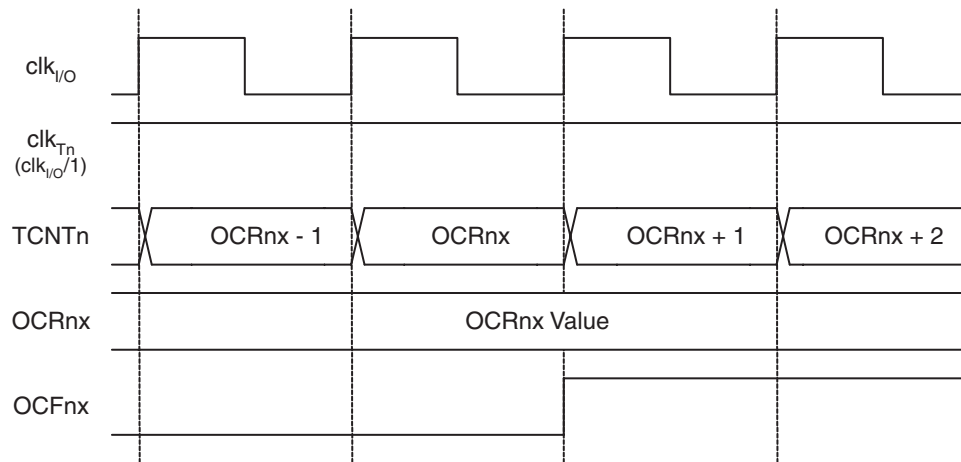 clkI/O
clkTn
(clkI/O/1)
TCNTn
OCRnx - 1
OCRnx
OCRnx + 1
OCRnx + 2
OCRnx
OCRnx Value
OCFnx